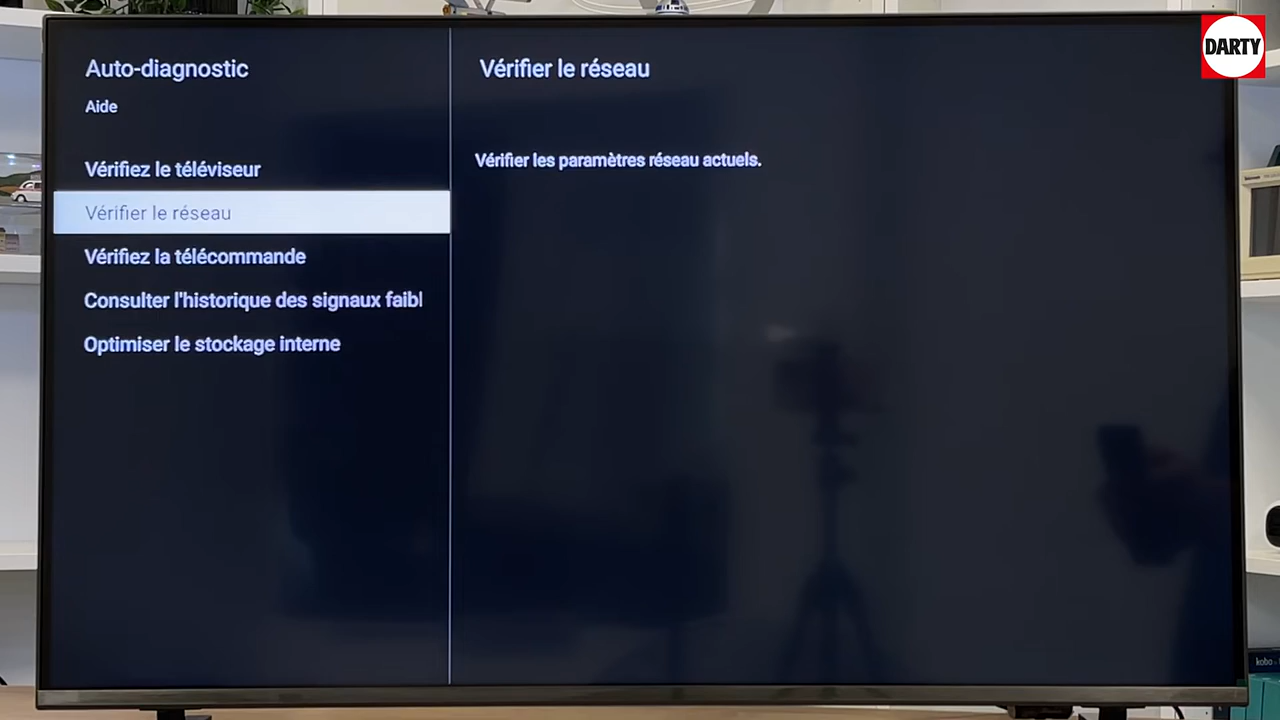 DARTY
Auto-diagnostic
Aide
Vérifiez le téléviseur
Vérifier le réseau
Vérifiez la télécommande
Consulter l'historique des signaux faibl
Optimiser le stockage interne
Vérifier le réseau
Vérifier les paramètres réseau actuels.
kobo